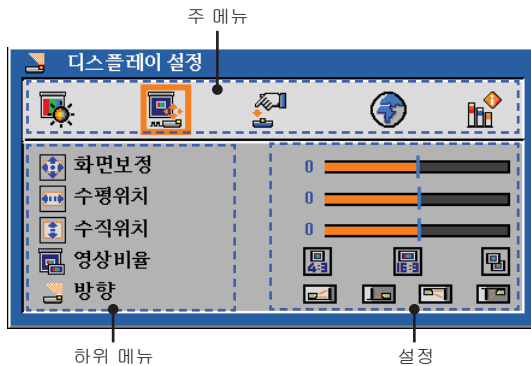 주 메뉴
디스플레이 설정
화면보정 0
수평위치 0
수직위치 0
영상비율 4:3 16:9
방향
하위 메뉴 설정